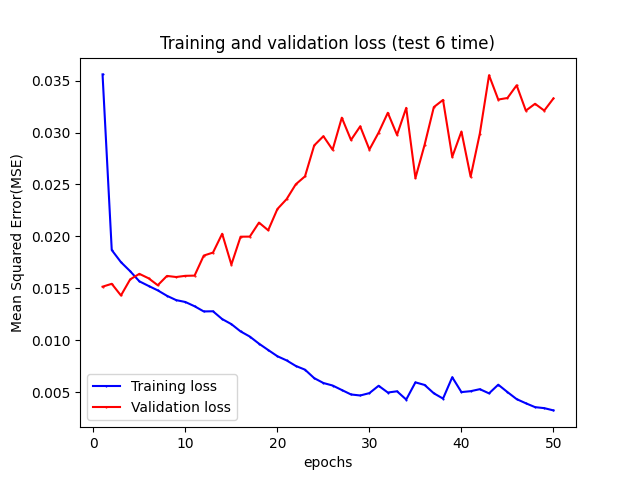 Training and validation loss (test 6 time)
Mean Squared Error(MSE)
0.035
0.030
0.025
0.020
0.015
0.010
0.005
Training loss
Validation loss
0 10 20 30 40 50
epochs